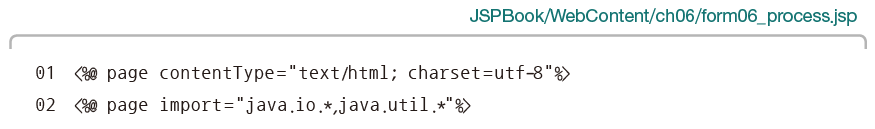 JSPBook/WebContent/ch06/form06_process.jsp
01 <%@ page contentType="text/html; charset=utf-8"%>
02 <%@ page import="java.io.*,java.util.*"%>